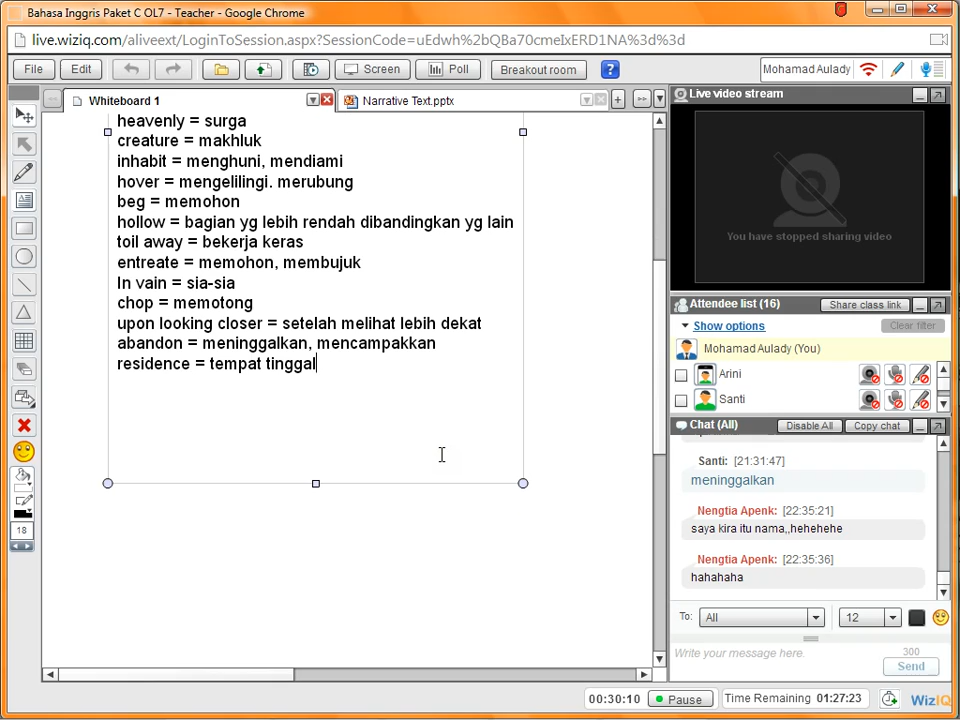 Bahasa Inggris Paket C OL7 - Teacher - Google Chrome
live.wiziq.com/aliveext/LoginToSession.aspx?SessionCode=uEdwh%2bQBa70cmeIxERD1NA%3d%3d
File Edit Screen Poll Breakout room ? Mohamad Aulady
Whiteboard 1 Narrative Text.pptx
heavenly = surga
creature = makhluk
inhabit = menghuni, mendiami
hover = mengelilingi. merubung
beg = memohon
hollow = bagian yg lebih rendah dibandingkan yg lain
toil away = bekerja keras
entreate = memohon, membujuk
In vain = sia-sia
chop = memotong
upon looking closer = setelah melihat lebih dekat
abandon = meninggalkan, mencampakkan
residence = tempat tinggal
18
Live video stream
You have stopped sharing video
Attendee list (16) Share class link
Show options Clear filter
Mohamad Aulady (You)
Arini
Santi
Chat (All) Disable All Copy chat
Santi: [21:31:47]
meninggalkan
Nengtia Apenk: [22:35:21]
saya kira itu nama,,hehehehe
Nengtia Apenk: [22:35:36]
hahahaha
To: All 12
Write your message here. 300
Send
00:30:10 Pause Time Remaining 01:27:23 WizIQ